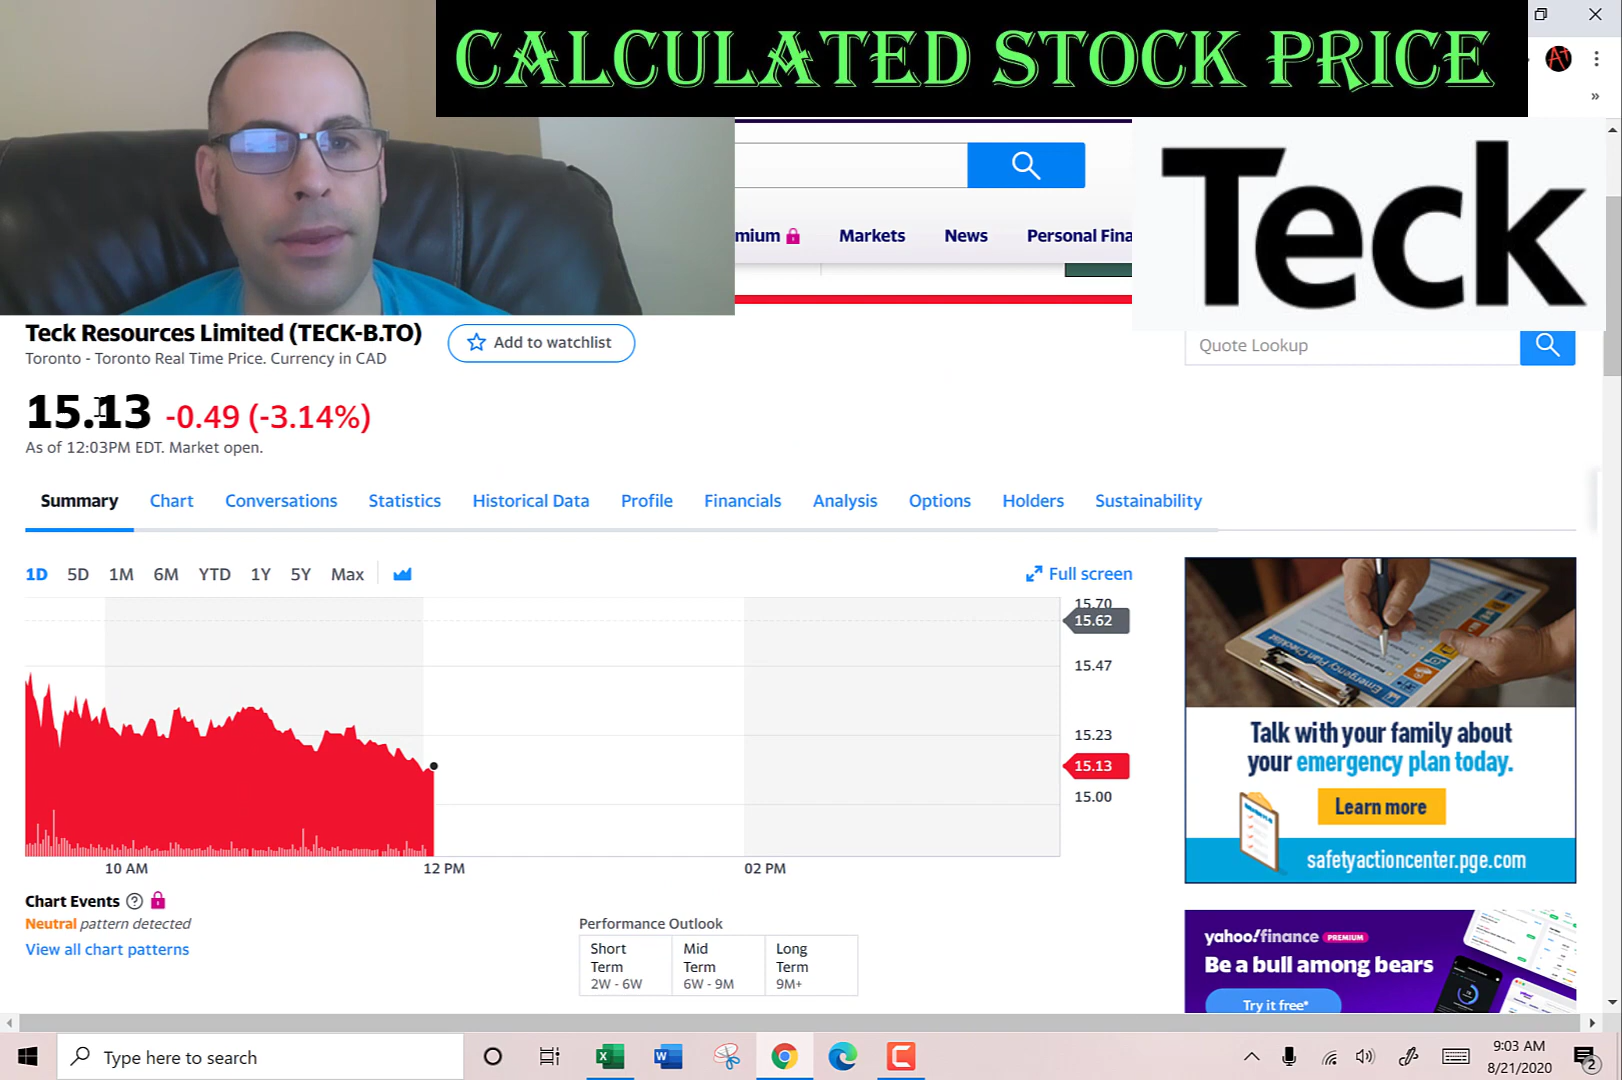 CALCULATED STOCK PRICE
mium
Markets
News
Personal Fina
Teck
Teck Resources Limited (TECK-B.TO)
Add to watchlist
Toronto - Toronto Real Time Price. Currency in CAD
Quote Lookup
15.13 -0.49 (-3.14%)
As of 12:03PM EDT. Market open.
Summary Chart Conversations Statistics Historical Data Profile Financials Analysis Options Holders Sustainability
1D 5D 1M 6M YTD 1Y 5Y Max
Full screen
15.70
15.62
15.47
15.23
15.13
15.00
10 AM 12 PM 02 PM
Chart Events
Neutral pattern detected
View all chart patterns
Performance Outlook
Short Term 2W - 6W
Mid Term 6W - 9M
Long Term 9M+
Emergency Plan Checklist
Talk with your family about
your emergency plan today.
Learn more
safetyactioncenter.pge.com
yahoo!finance PREMIUM
Be a bull among bears
Try it free*
Type here to search
9:03 AM
8/21/2020
2